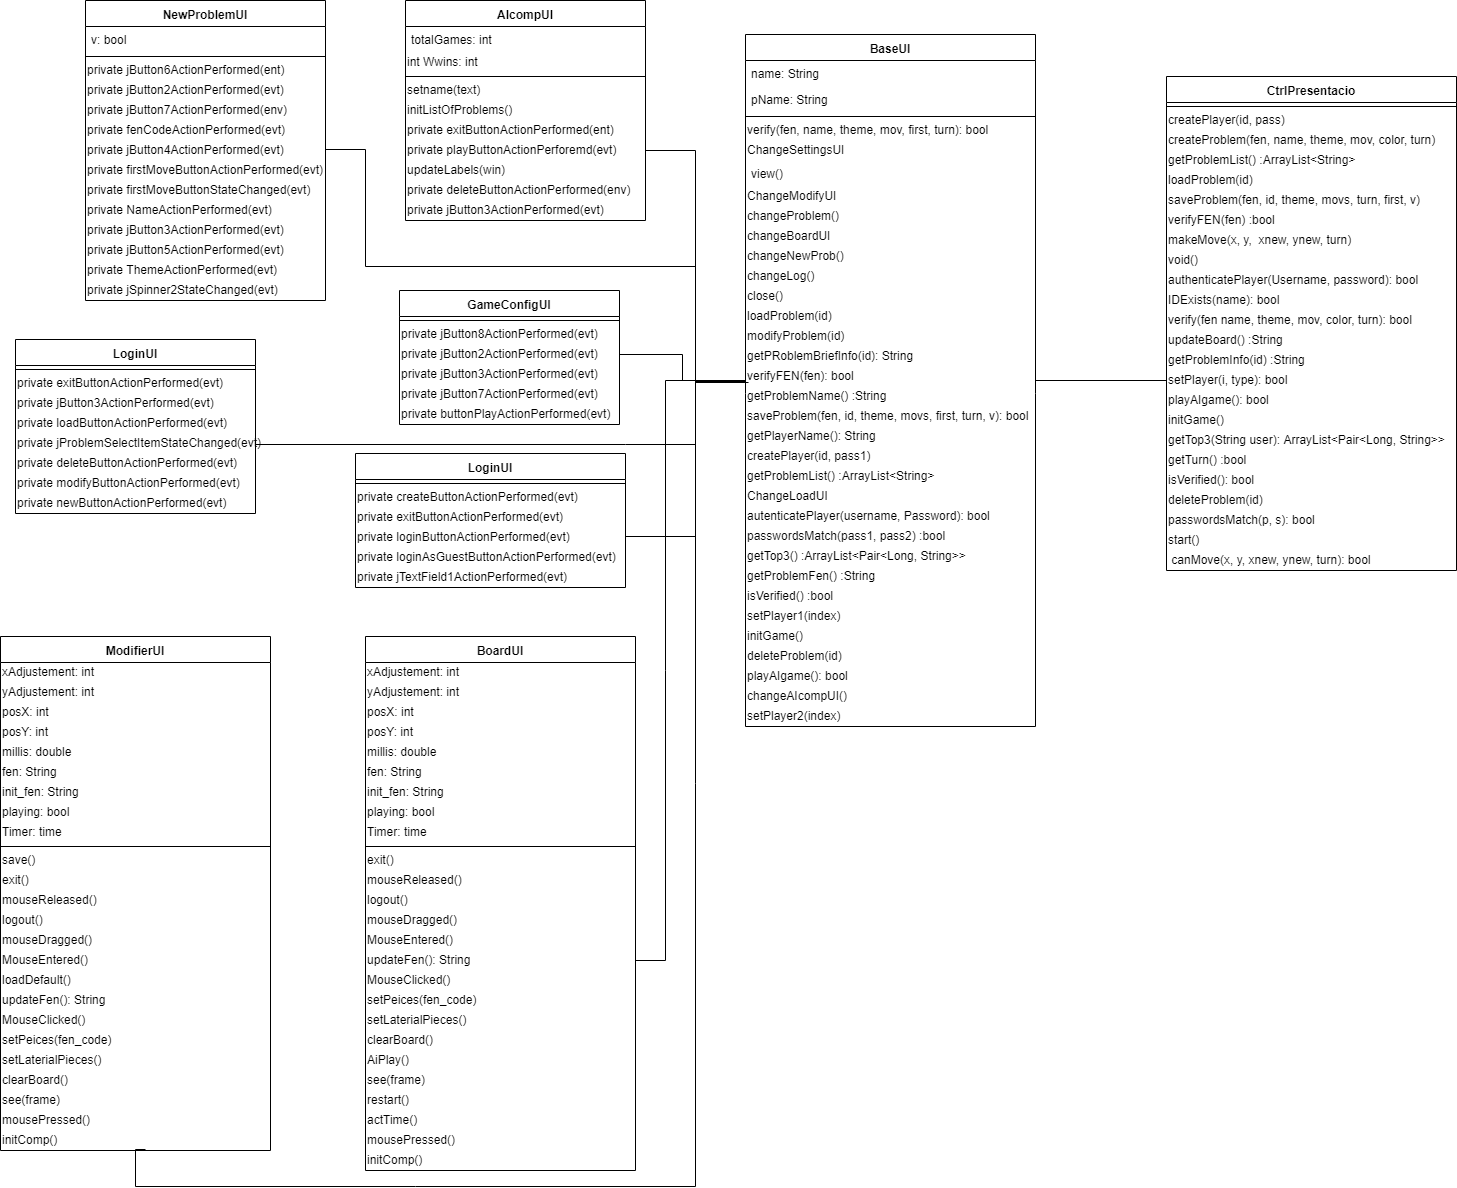 NewProblemUI
v: bool
private jButton6ActionPerformed(ent)
private jButton2ActionPerformed(evt)
private jButton7ActionPerformed(env)
private fenCodeActionPerformed(evt)
private jButton4ActionPerformed(evt)
private firstMoveButtonActionPerformed(evt)
private firstMoveButtonStateChanged(evt)
private NameActionPerformed(evt)
private jButton3ActionPerformed(evt)
private jButton5ActionPerformed(evt)
private ThemeActionPerformed(evt)
private jSpinner2StateChanged(evt)
AIcompUI
totalGames: int
int Wwins: int
setname(text)
initListOfProblems()
private exitButtonActionPerformed(ent)
private playButtonActionPerforemd(evt)
updateLabels(win)
private deleteButtonActionPerformed(env)
private jButton3ActionPerformed(evt)
GameConfigUI
private jButton8ActionPerformed(evt)
private jButton2ActionPerformed(evt)
private jButton3ActionPerformed(evt)
private jButton7ActionPerformed(evt)
private buttonPlayActionPerformed(evt)
LoginUI
private exitButtonActionPerformed(evt)
private jButton3ActionPerformed(evt)
private loadButtonActionPerformed(evt)
private jProblemSelectItemStateChanged(evt)
private deleteButtonActionPerformed(evt)
private modifyButtonActionPerformed(evt)
private newButtonActionPerformed(evt)
LoginUI
private createButtonActionPerformed(evt)
private exitButtonActionPerformed(evt)
private loginButtonActionPerformed(evt)
private loginAsGuestButtonActionPerformed(evt)
private jTextField1ActionPerformed(evt)
ModifierUI
xAdjustement: int
yAdjustement: int
posX: int
posY: int
millis: double
fen: String
init_fen: String
playing: bool
Timer: time
save()
exit()
mouseReleased()
logout()
mouseDragged()
MouseEntered()
loadDefault()
updateFen(): String
MouseClicked()
setPeices(fen_code)
setLaterialPieces()
clearBoard()
see(frame)
mousePressed()
initComp()
BoardUI
xAdjustement: int
yAdjustement: int
posX: int
posY: int
millis: double
fen: String
init_fen: String
playing: bool
Timer: time
exit()
mouseReleased()
logout()
mouseDragged()
MouseEntered()
updateFen(): String
MouseClicked()
setPeices(fen_code)
setLaterialPieces()
clearBoard()
AiPlay()
see(frame)
restart()
actTime()
mousePressed()
initComp()
BaseUI
name: String
pName: String
verify(fen, name, theme, mov, first, turn): bool
ChangeSettingsUI
view()
ChangeModifyUI
changeProblem()
changeBoardUI
changeNewProb()
changeLog()
close()
loadProblem(id)
modifyProblem(id)
getPRoblemBriefInfo(id): String
verifyFEN(fen): bool
getProblemName() :String
saveProblem(fen, id, theme, movs, first, turn, v): bool
getPlayerName(): String
createPlayer(id, pass1)
getProblemList() :ArrayList<String>
ChangeLoadUI
autenticatePlayer(username, Password): bool
passwordsMatch(pass1, pass2) :bool
getTop3() :ArrayList<Pair<Long, String>>
getProblemFen() :String
isVerified() :bool
setPlayer1(index)
initGame()
deleteProblem(id)
playAIgame(): bool
changeAIcompUI()
setPlayer2(index)
CtrlPresentacio
createPlayer(id, pass)
createProblem(fen, name, theme, mov, color, turn)
getProblemList() :ArrayList<String>
loadProblem(id)
saveProblem(fen, id, theme, movs, turn, first, v)
verifyFEN(fen) :bool
makeMove(x, y,  xnew, ynew, turn)
void()
authenticatePlayer(Username, password): bool
IDExists(name): bool
verify(fen name, theme, mov, color, turn): bool
updateBoard() :String
getProblemInfo(id) :String
setPlayer(i, type): bool
playAIgame(): bool
initGame()
getTop3(String user): ArrayList<Pair<Long, String>>
getTurn() :bool
isVerified(): bool
deleteProblem(id)
passwordsMatch(p, s): bool
start()
canMove(x, y, xnew, ynew, turn): bool